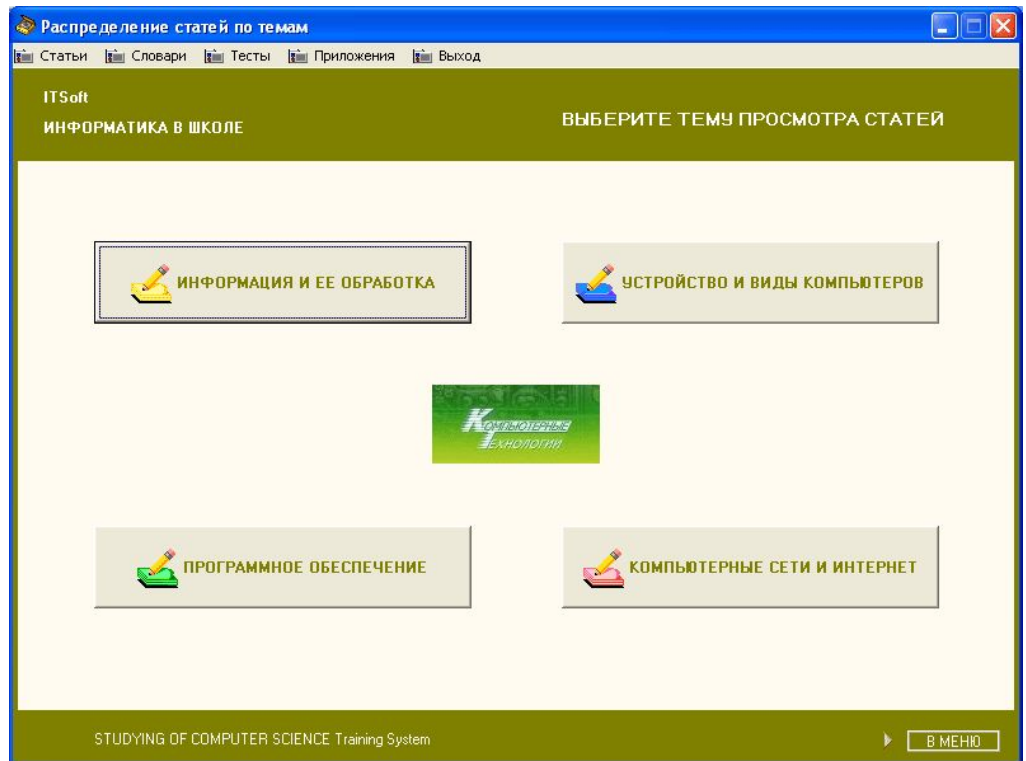 Распределение статей по темам
Статьи Словари Тесты Приложения Выход
ITSoft
ИНФОРМАТИКА В ШКОЛЕ
ВЫБЕРИТЕ ТЕМУ ПРОСМОТРА СТАТЕЙ
ИНФОРМАЦИЯ И ЕЕ ОБРАБОТКА
УСТРОЙСТВО И ВИДЫ КОМПЬЮТЕРОВ
КОМПЬЮТЕРНЫЕ
ТЕХНОЛОГИИ
ПРОГРАММНОЕ ОБЕСПЕЧЕНИЕ
КОМПЬЮТЕРНЫЕ СЕТИ И ИНТЕРНЕТ
STUDYING OF COMPUTER SCIENCE Training System
В МЕНЮ